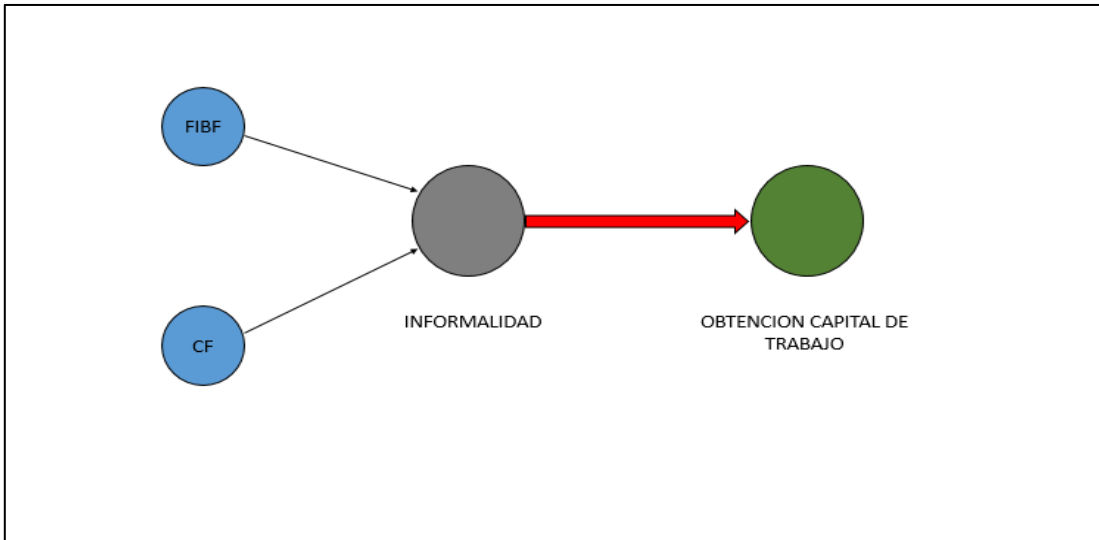 FIBF
CF
INFORMALIDAD
OBTENCION CAPITAL DE
TRABAJO